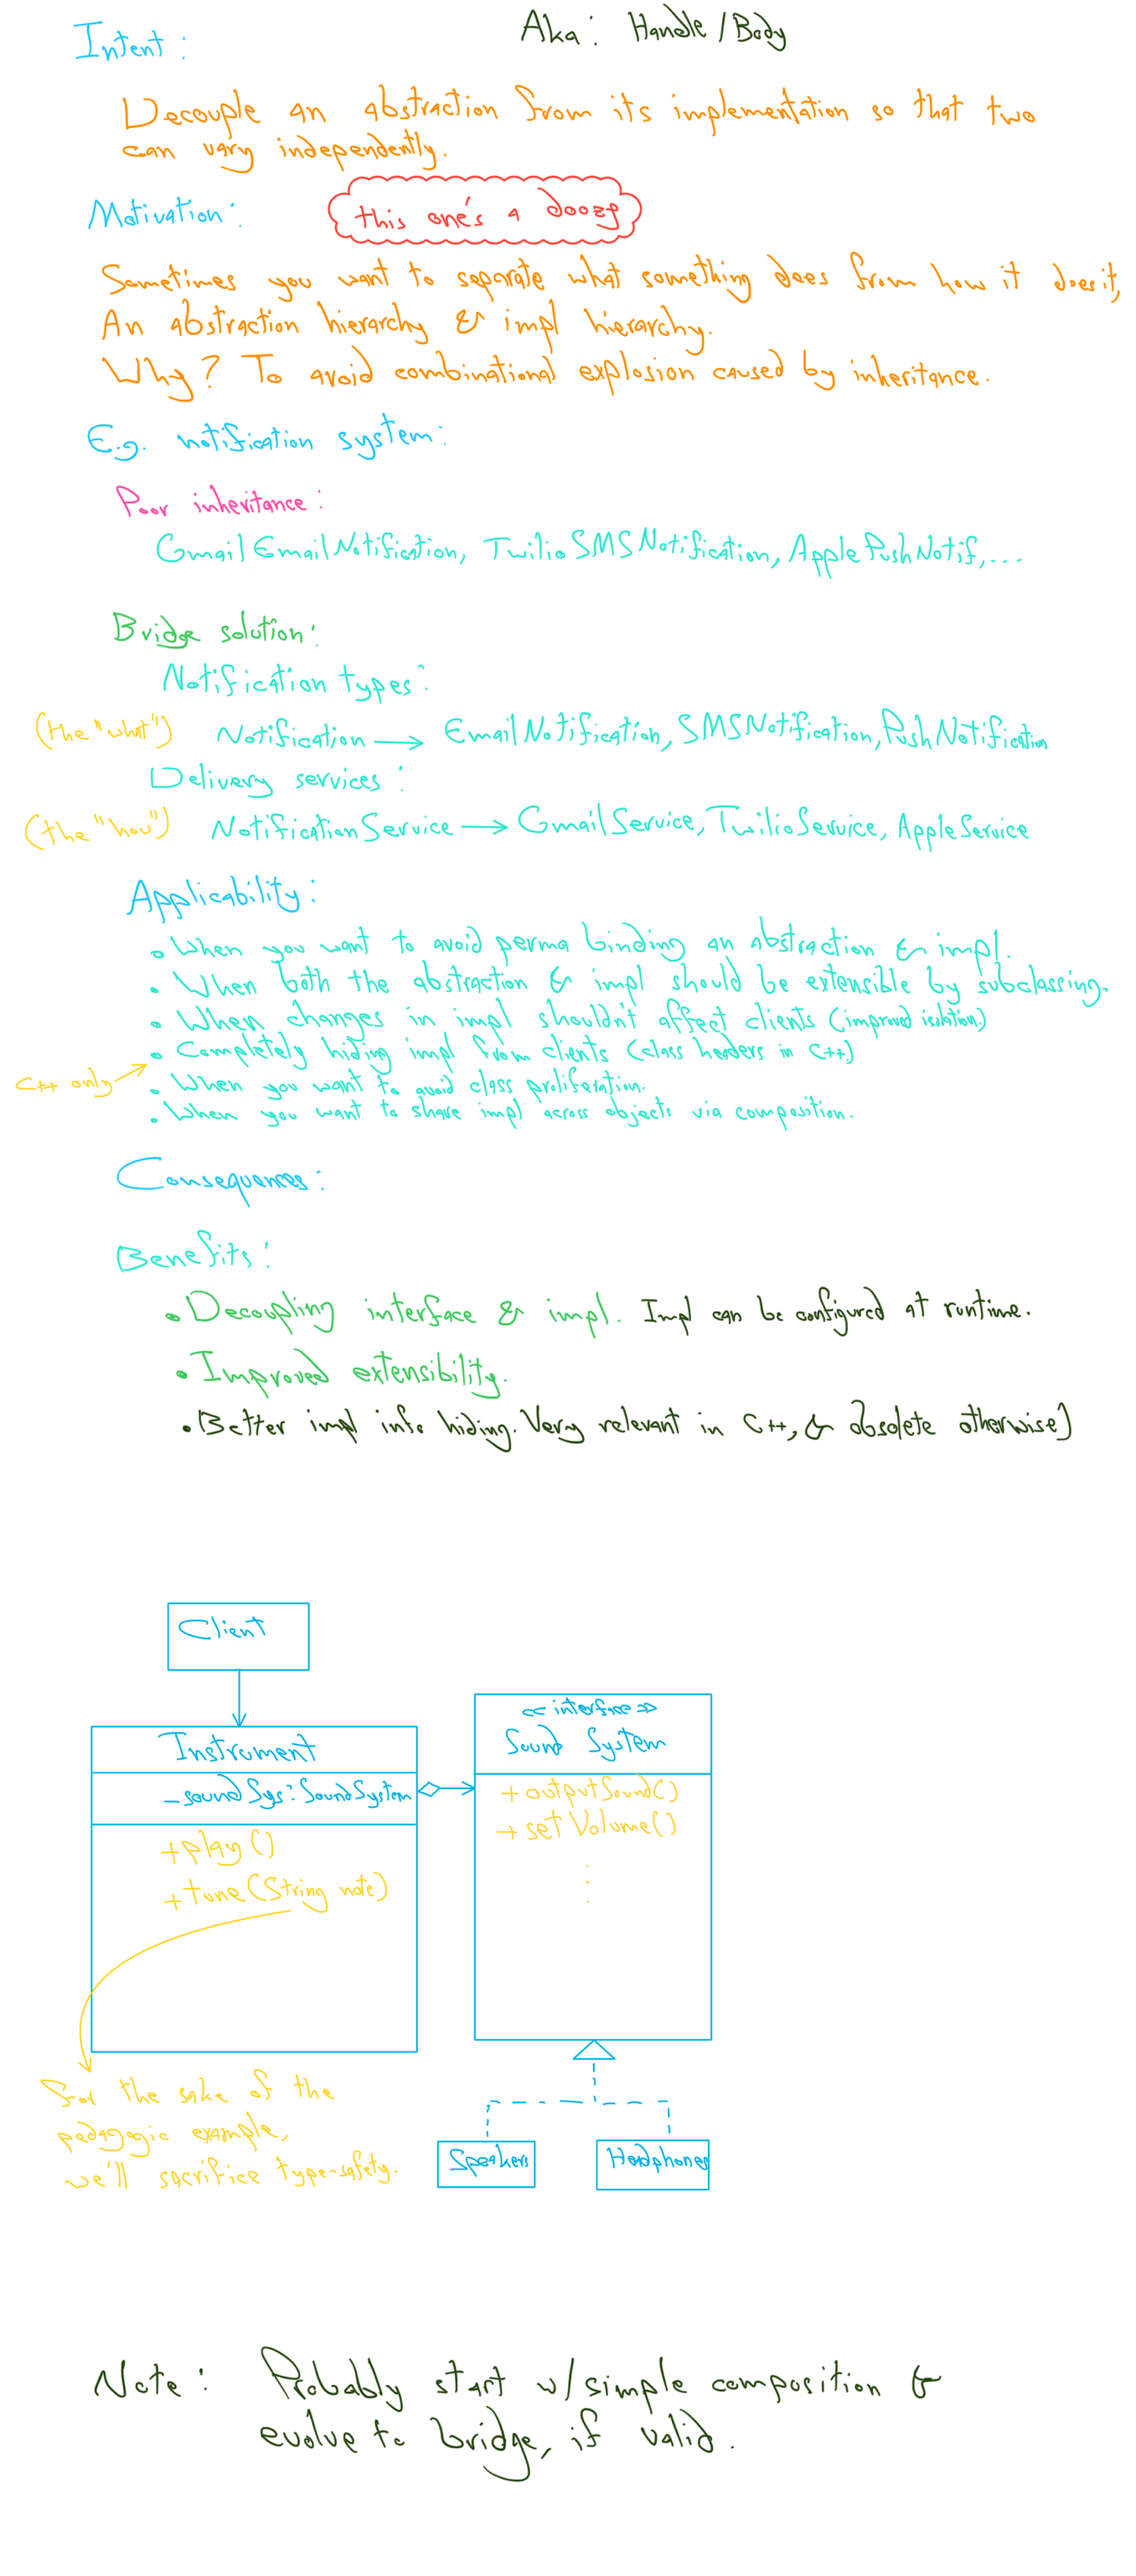 Aka: Handle/Body
Intent:
Decouple an abstraction from its implementation so that two
can vary independently.
Motivation:
this one's a doozy
Sometimes you want to separate what something does from how it does it,
An abstraction hierarchy & impl hierarchy.
Why? To avoid combinational explosion caused by inheritance.
E.g. notification system:
Poor inheritance:
GmailEmailNotification, TwilioSMSNotification, ApplePushNotif,...
Bridge solution:
Notification types:
(the "what") Notification → EmailNotification, SMSNotification, PushNotification
Delivery services:
(the "how") NotificationService → GmailService, TwilioService, AppleService
Applicability:
• When you want to avoid perma binding an abstraction & impl.
• When both the abstraction & impl should be extensible by subclassing.
• When changes in impl shouldn't affect clients (improved isolation)
• Completely hiding impl from clients (class headers in C++)
C++ only →
• When you want to avoid class proliferation.
• When you want to share impl across objects via composition.
Consequences:
Benefits:
• Decoupling interface & impl. Impl can be configured at runtime.
• Improved extensibility.
• Better impl info hiding. Very relevant in C++, & obsolete otherwise)
Client
<<interface>>
Sound System
Instrument
-soundSys: SoundSystem
+outputSound()
+setVolume()
+play()
+tune(String note)
For the sake of the
pedagogic example,
we'll sacrifice type-safety.
Speakers
Headphones
Note: Probably start w/ simple composition &
evolve to bridge, if valid.